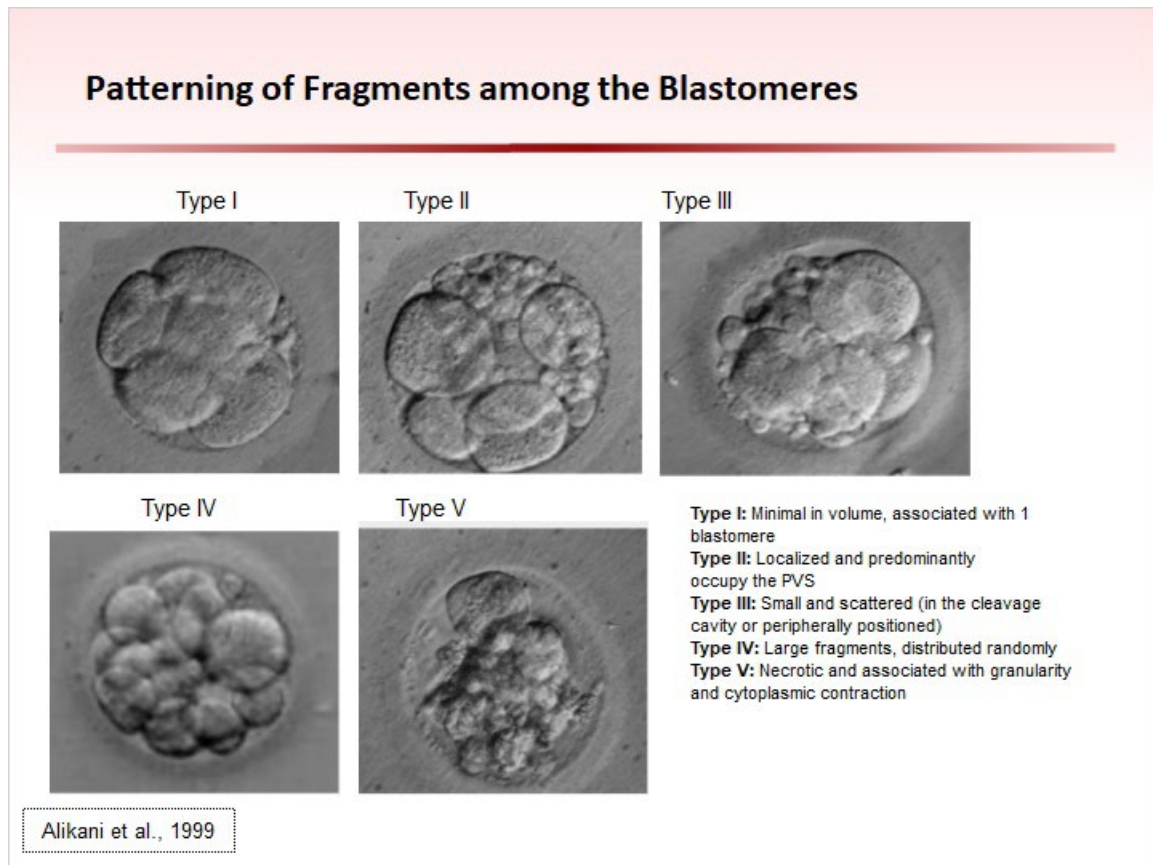 Patterning of Fragments among the Blastomeres
Type I
Type II
Type III
Type IV
Type V
Type I: Minimal in volume, associated with 1
blastomere
Type II: Localized and predominantly
occupy the PVS
Type III: Small and scattered (in the cleavage
cavity or peripherally positioned)
Type IV: Large fragments, distributed randomly
Type V: Necrotic and associated with granularity
and cytoplasmic contraction
Alikani et al., 1999